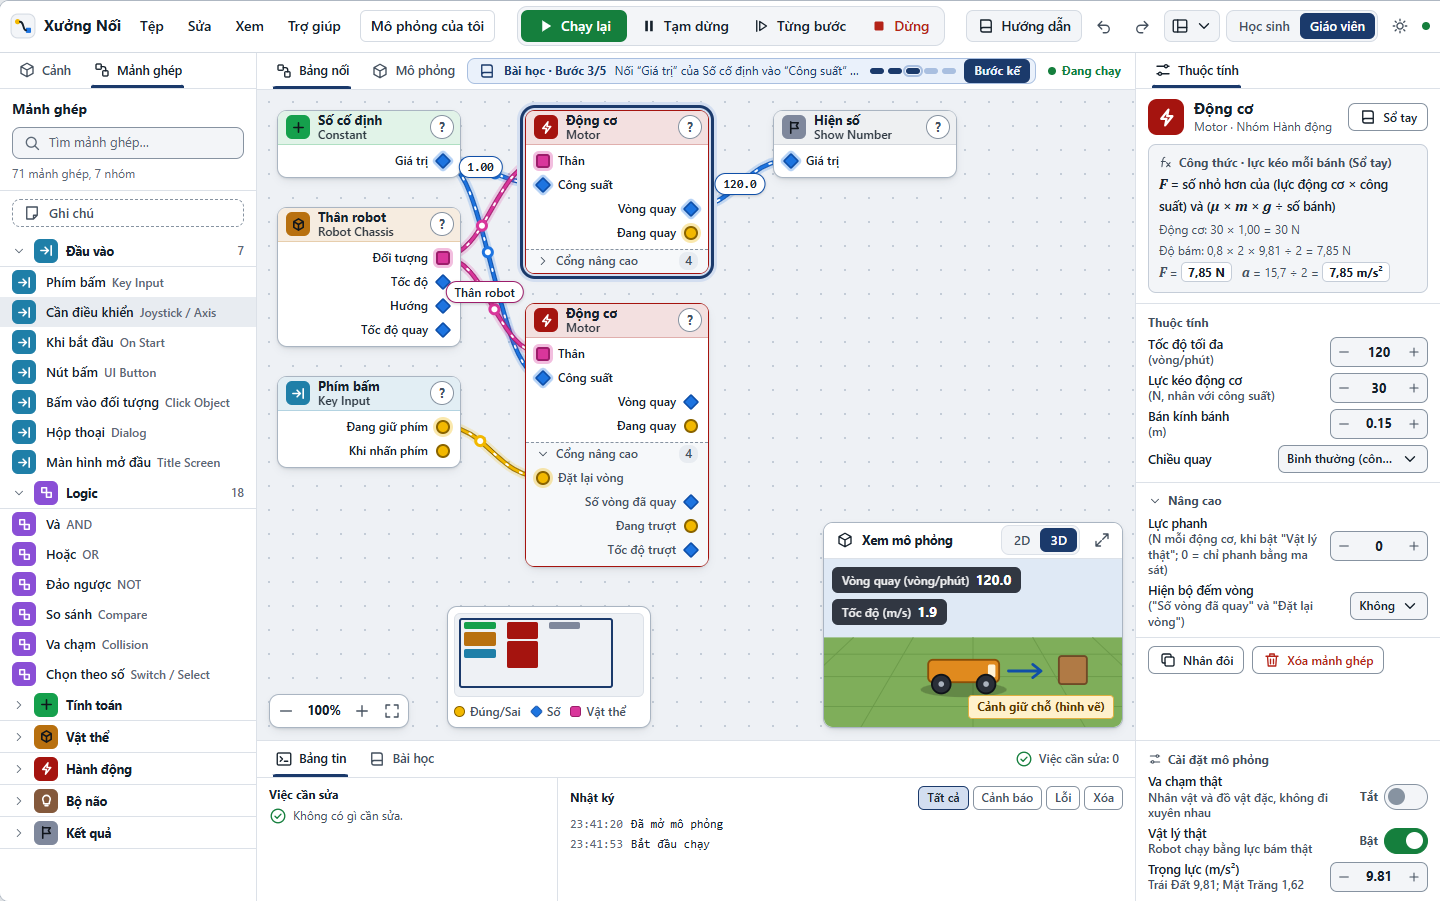 Xưởng Nối
Tệp
Sửa
Xem
Trợ giúp
Mô phỏng của tôi
Chạy lại
Tạm dừng
Từng bước
Dừng
Hướng dẫn
Học sinh
Giáo viên
Cảnh
Mảnh ghép
Mảnh ghép
Tìm mảnh ghép...
71 mảnh ghép, 7 nhóm
Ghi chú
Đầu vào 7
Phím bấm Key Input
Cần điều khiển Joystick / Axis
Khi bắt đầu On Start
Nút bấm UI Button
Bấm vào đối tượng Click Object
Hộp thoại Dialog
Màn hình mở đầu Title Screen
Logic 18
Và AND
Hoặc OR
Đảo ngược NOT
So sánh Compare
Va chạm Collision
Chọn theo số Switch / Select
Tính toán
Vật thể
Hành động
Bộ não
Kết quả
Bảng nối
Mô phỏng
Bài học · Bước 3/5 Nối “Giá trị” của Số cố định vào “Công suất” ...
Bước kế
Đang chạy
Số cố định
Constant
?
Giá trị
1.00
Thân robot
Robot Chassis
?
Đối tượng
Tốc độ
Hướng
Tốc độ quay
Thân robot
Phím bấm
Key Input
?
Đang giữ phím
Khi nhấn phím
Động cơ
Motor
?
Thân
Công suất
Vòng quay
Đang quay
Cổng nâng cao 4
120.0
Động cơ
Motor
?
Thân
Công suất
Vòng quay
Đang quay
Cổng nâng cao 4
Đặt lại vòng
Số vòng đã quay
Đang trượt
Tốc độ trượt
Hiện số
Show Number
?
Giá trị
100%
Đúng/Sai
Số
Vật thể
Xem mô phỏng
2D
3D
Vòng quay (vòng/phút) 120.0
Tốc độ (m/s) 1.9
Cảnh giữ chỗ (hình vẽ)
Bảng tin
Bài học
Việc cần sửa: 0
Việc cần sửa
Không có gì cần sửa.
Nhật ký
Tất cả
Cảnh báo
Lỗi
Xóa
23:41:20 Đã mở mô phỏng
23:41:53 Bắt đầu chạy
Thuộc tính
Động cơ
Motor · Nhóm Hành động
Sổ tay
fx Công thức · lực kéo mỗi bánh (Sổ tay)
F = số nhỏ hơn của (lực động cơ × công
suất) và (μ × m × g ÷ số bánh)
Động cơ: 30 × 1,00 = 30 N
Độ bám: 0,8 × 2 × 9,81 ÷ 2 = 7,85 N
F = 7,85 N a = 15,7 ÷ 2 = 7,85 m/s²
Thuộc tính
Tốc độ tối đa
(vòng/phút)
120
Lực kéo động cơ
(N, nhân với công suất)
30
Bán kính bánh
(m)
0.15
Chiều quay
Bình thường (côn...
Nâng cao
Lực phanh
(N mỗi động cơ, khi bật "Vật lý
thật"; 0 = chỉ phanh bằng ma
sát)
0
Hiện bộ đếm vòng
("Số vòng đã quay" và "Đặt lại
vòng")
Không
Nhân đôi
Xóa mảnh ghép
Cài đặt mô phỏng
Va chạm thật
Nhân vật và đồ vật đặc, không đi
xuyên nhau
Tắt
Vật lý thật
Robot chạy bằng lực bám thật
Bật
Trọng lực (m/s²)
Trái Đất 9,81; Mặt Trăng 1,62
9.81